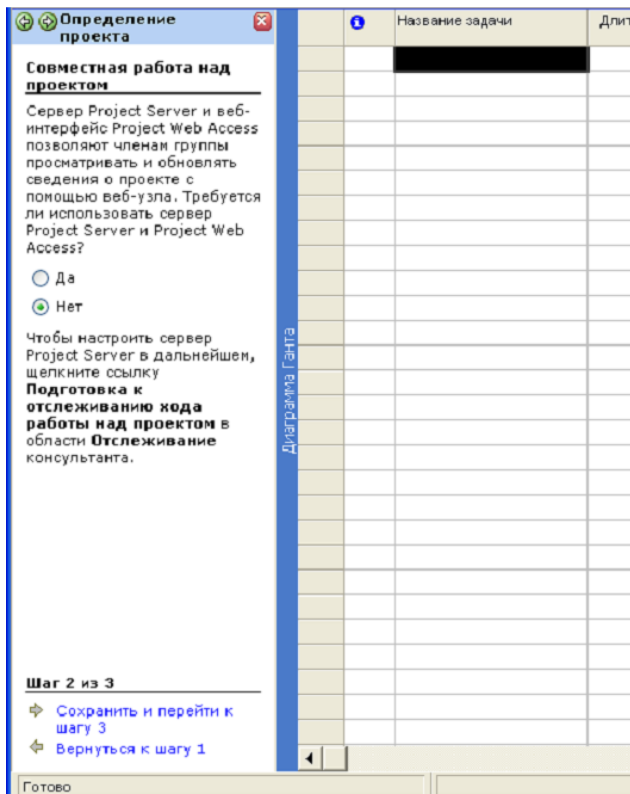 Определение
проекта
Совместная работа над
проектом
Сервер Project Server и веб-
интерфейс Project Web Access
позволяют членам группы
просматривать и обновлять
сведения о проекте с
помощью веб-узла. Требуется
ли использовать сервер
Project Server и Project Web
Access?
Да
Нет
Чтобы настроить сервер
Project Server в дальнейшем,
щелкните ссылку
Подготовка к
отслеживанию хода
работы над проектом в
области Отслеживание
консультанта.
Шаг 2 из 3
Сохранить и перейти к
шагу 3
Вернуться к шагу 1
Готово
Диаграмма Ганта
Название задачи
Длит